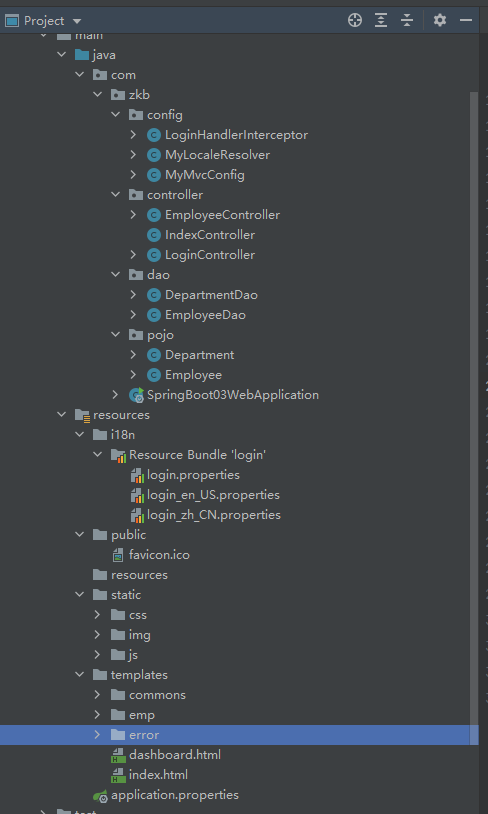 Project
main
java
com
zkb
config
LoginHandlerInterceptor
MyLocaleResolver
MyMvcConfig
controller
EmployeeController
IndexController
LoginController
dao
DepartmentDao
EmployeeDao
pojo
Department
Employee
SpringBoot03WebApplication
resources
i18n
Resource Bundle 'login'
login.properties
login_en_US.properties
login_zh_CN.properties
public
favicon.ico
resources
static
css
img
js
templates
commons
emp
error
dashboard.html
index.html
application.properties